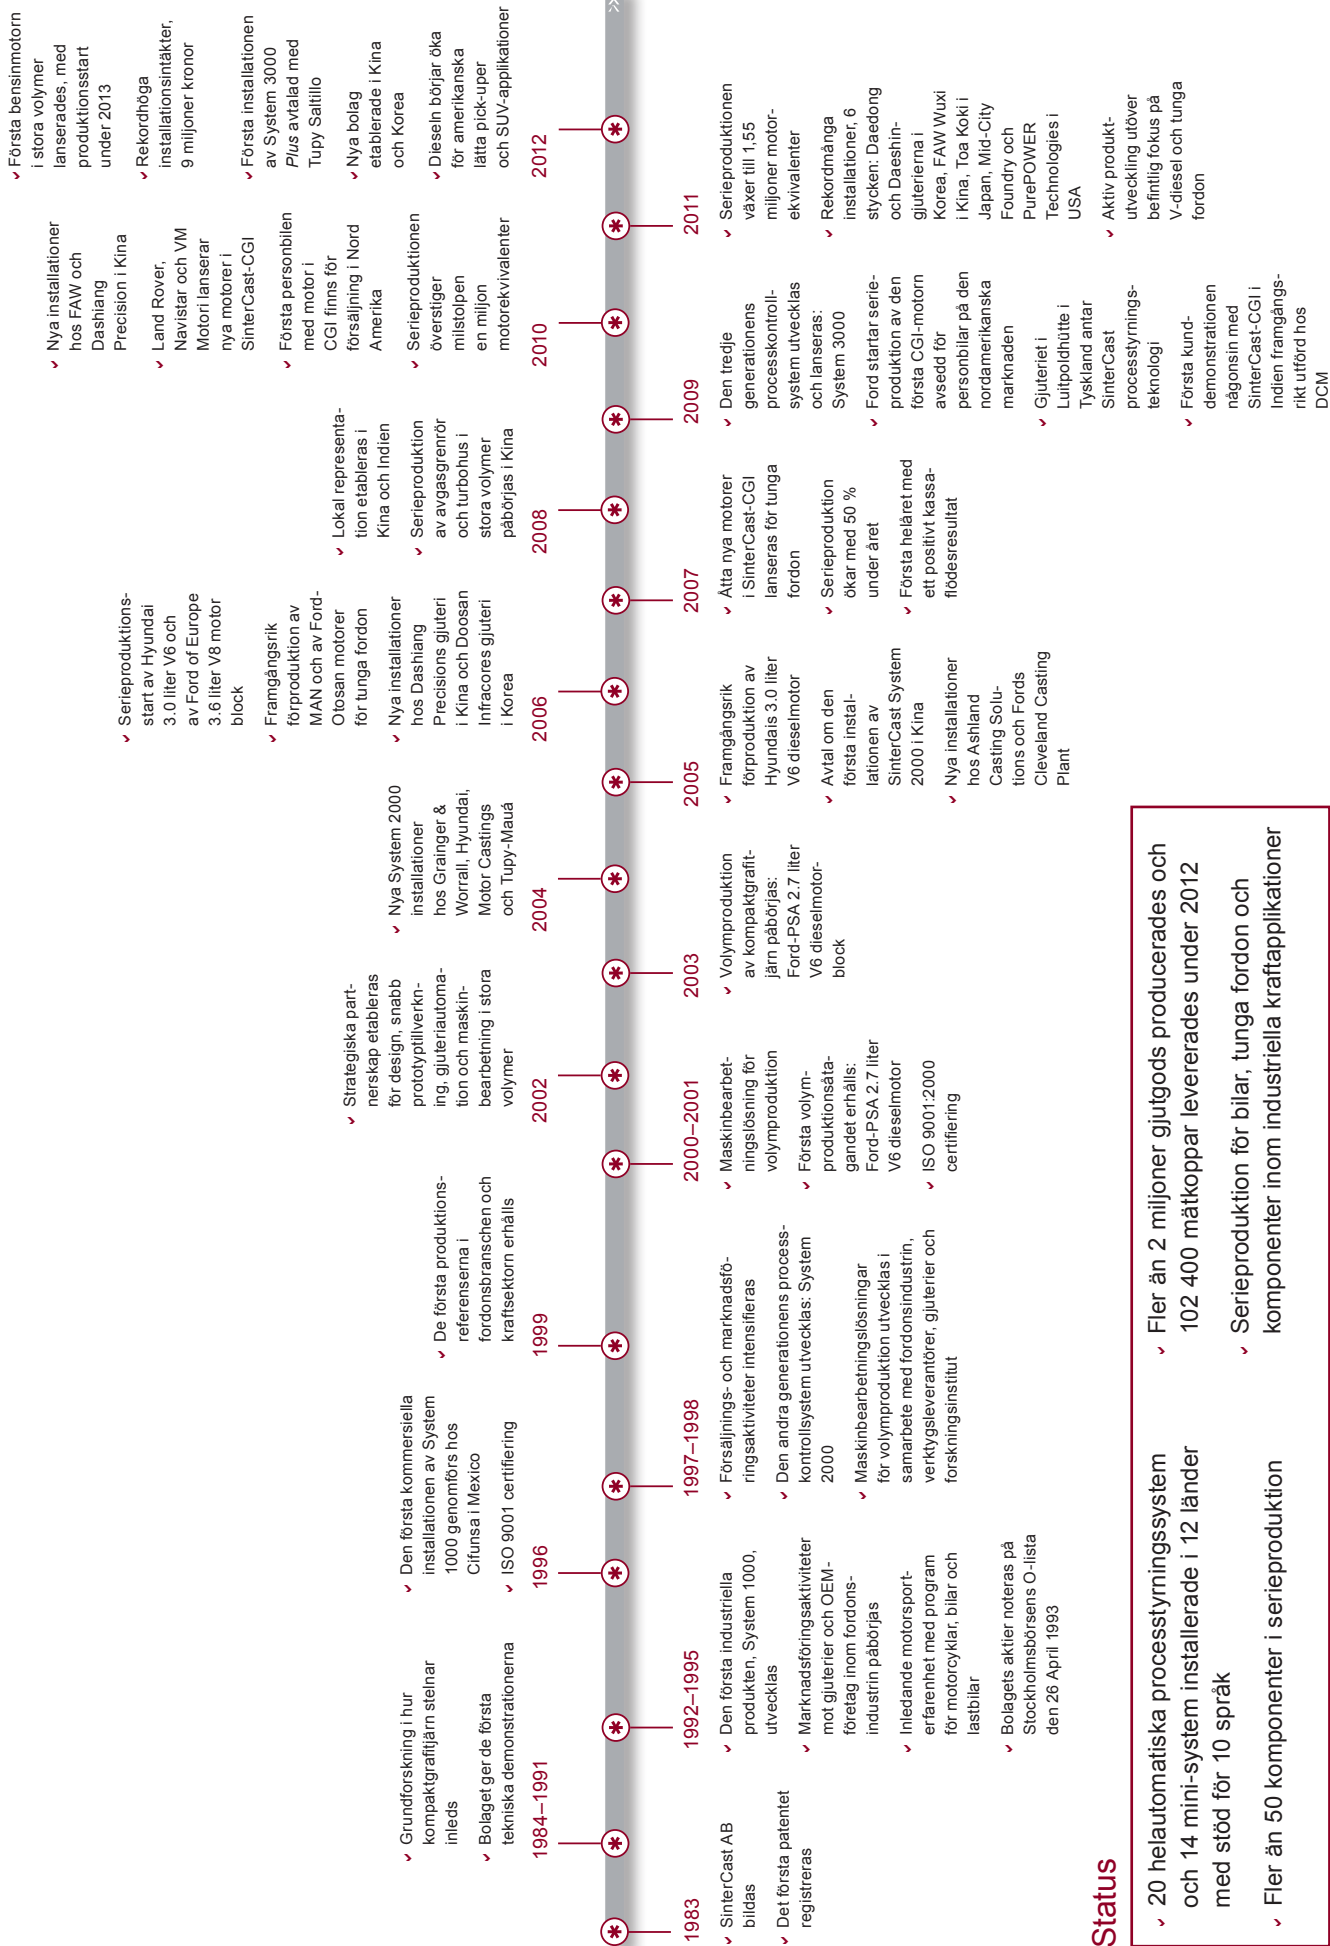 1983
✓ SinterCast AB
bildas
✓ Det första patentet
registreras
✓ Grundforskning i hur
kompaktgrafitjärn stelnar
inleds
✓ Bolaget ger de första
tekniska demonstrationerna
1984–1991
1992–1995
✓ Den första industriella
produkten, System 1000,
utvecklas
✓ Marknadsföringsaktiviteter
mot gjuterier och OEM-
företag inom fordons-
industrin påbörjas
✓ Inledande motorsport-
erfarenhet med program
för motorcyklar, bilar och
lastbilar
✓ Bolagets aktier noteras på
Stockholmsbörsens O-lista
den 26 April 1993
✓ Den första kommersiella
installationen av System
1000 genomförs hos
Cifunsa i Mexico
✓ ISO 9001 certifiering
1996
1997–1998
✓ Försäljnings- och marknadsfö-
ringsaktiviteter intensifieras
✓ Den andra generationens process-
kontrollsystem utvecklas: System
2000
✓ Maskinbearbetningslösningar
för volymproduktion utvecklas i
samarbete med fordonsindustrin,
verktygsleverantörer, gjuterier och
forskningsinstitut
✓ De första produktions-
referenserna i
fordonsbranschen och
kraftsektorn erhålls
1999
2000–2001
✓ Maskinbearbet-
ningslösning för
volymproduktion
✓ Första volym-
produktionsåta-
gandet erhålls:
Ford-PSA 2.7 liter
V6 dieselmotor
✓ ISO 9001:2000
certifiering
✓ Strategiska part-
nerskap etableras
för design, snabb
prototyptillverkn-
ing, gjuteriautoma-
tion och maskin-
bearbetning i stora
volymer
2002
2003
✓ Volymproduktion
av kompaktgrafit-
järn påbörjas:
Ford-PSA 2.7 liter
V6 dieselmotor-
block
✓ Nya System 2000
installationer
hos Grainger &
Worrall, Hyundai,
Motor Castings
och Tupy-Mauá
2004
2005
✓ Framgångsrik
förproduktion av
Hyundais 3.0 liter
V6 dieselmotor
✓ Avtal om den
första instal-
lationen av
SinterCast System
2000 i Kina
✓ Nya installationer
hos Ashland
Casting Solu-
tions och Fords
Cleveland Casting
Plant
✓ Serieproduktions-
start av Hyundai
3.0 liter V6 och
av Ford of Europe
3.6 liter V8 motor
block
✓ Framgångsrik
förproduktion av
MAN och av Ford-
Otosan motorer
för tunga fordon
✓ Nya installationer
hos Dashiang
Precisions gjuteri
i Kina och Doosan
Infracores gjuteri
i Korea
2006
2007
✓ Åtta nya motorer
i SinterCast-CGI
lanseras för tunga
fordon
✓ Serieproduktion
ökar med 50 %
under året
✓ Första helåret med
ett positivt kassa-
flödesresultat
✓ Lokal representa-
tion etableras i
Kina och Indien
✓ Serieproduktion
av avgasgrenrör
och turbohus i
stora volymer
påbörjas i Kina
2008
2009
✓ Den tredje
generationens
processkontroll-
system utvecklas
och lanseras:
System 3000
✓ Ford startar serie-
produktion av den
första CGI-motorn
avsedd för
personbilar på den
nordamerikanska
marknaden
✓ Gjuteriet i
Luitpoldhütte i
Tyskland antar
SinterCast
processtyrnings-
teknologi
✓ Första kund-
demonstrationen
någonsin med
SinterCast-CGI i
Indien framgångs-
rikt utförd hos
DCM
✓ Nya installationer
hos FAW och
Dashiang
Precision i Kina
✓ Land Rover,
Navistar och VM
Motori lanserar
nya motorer i
SinterCast-CGI
✓ Första personbilen
med motor i
CGI finns för
försäljning i Nord
Amerika
✓ Serieproduktionen
överstiger
milstolpen
en miljon
motorekvivalenter
2010
2011
✓ Serieproduktionen
växer till 1,55
miljoner motor-
ekvivalenter
✓ Rekordmånga
installationer, 6
stycken: Daedong
och Daeshin-
gjuterierna i
Korea, FAW Wuxi
i Kina, Toa Koki i
Japan, Mid-City
Foundry och
PurePOWER
Technologies i
USA
✓ Aktiv produkt-
utveckling utöver
befintlig fokus på
V-diesel och tunga
fordon
✓ Första bensinmotorn
i stora volymer
lanserades, med
produktionsstart
under 2013
✓ Rekordhöga
installationsintäkter,
9 miljoner kronor
✓ Första installationen
av System 3000
Plus avtalad med
Tupy Saltillo
✓ Nya bolag
etablerade i Kina
och Korea
✓ Dieseln börjar öka
för amerikanska
lätta pick-uper
och SUV-applikationer
2012
>>
Status
✓ 20 helautomatiska processtyrningssystem
och 14 mini-system installerade i 12 länder
med stöd för 10 språk
✓ Fler än 50 komponenter i serieproduktion
✓ Fler än 2 miljoner gjutgods producerades och
102 400 mätkoppar levererades under 2012
✓ Serieproduktion för bilar, tunga fordon och
komponenter inom industriella kraftapplikationer